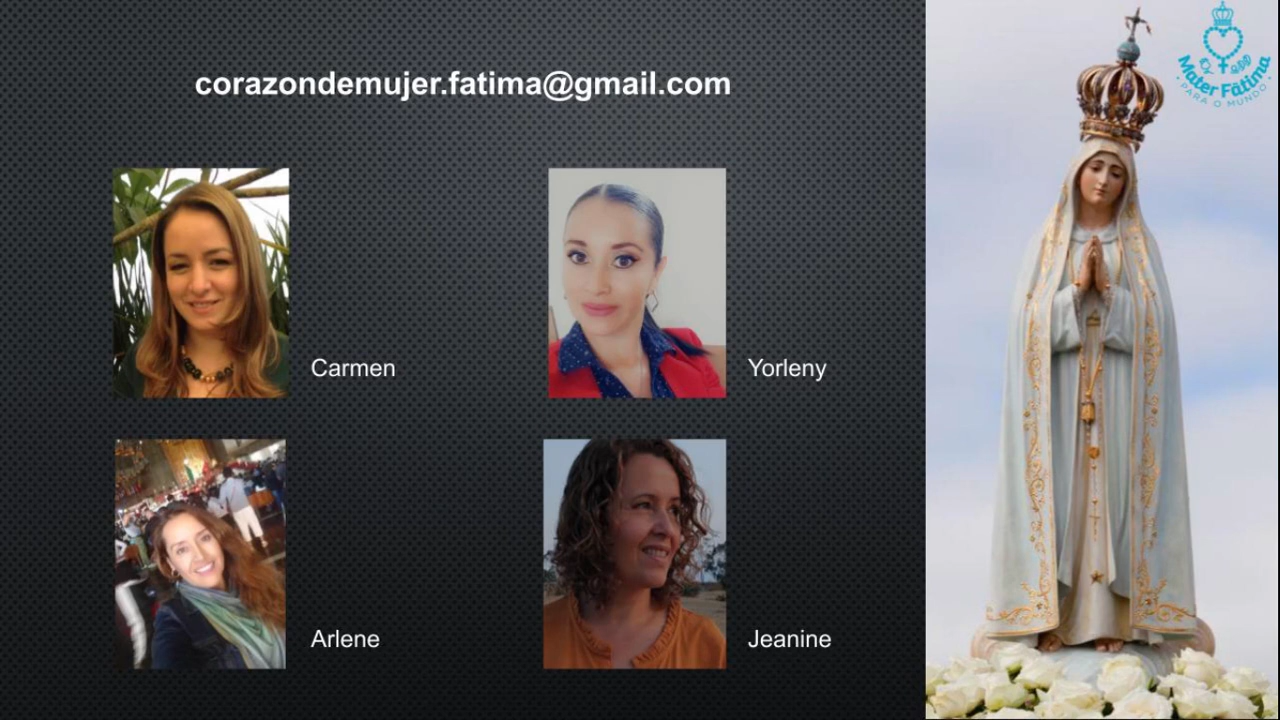 corazondemujer.fatima@gmail.com
Mater Fátima
• PARA O MUNDO •
Carmen
Yorleny
Arlene
Jeanine